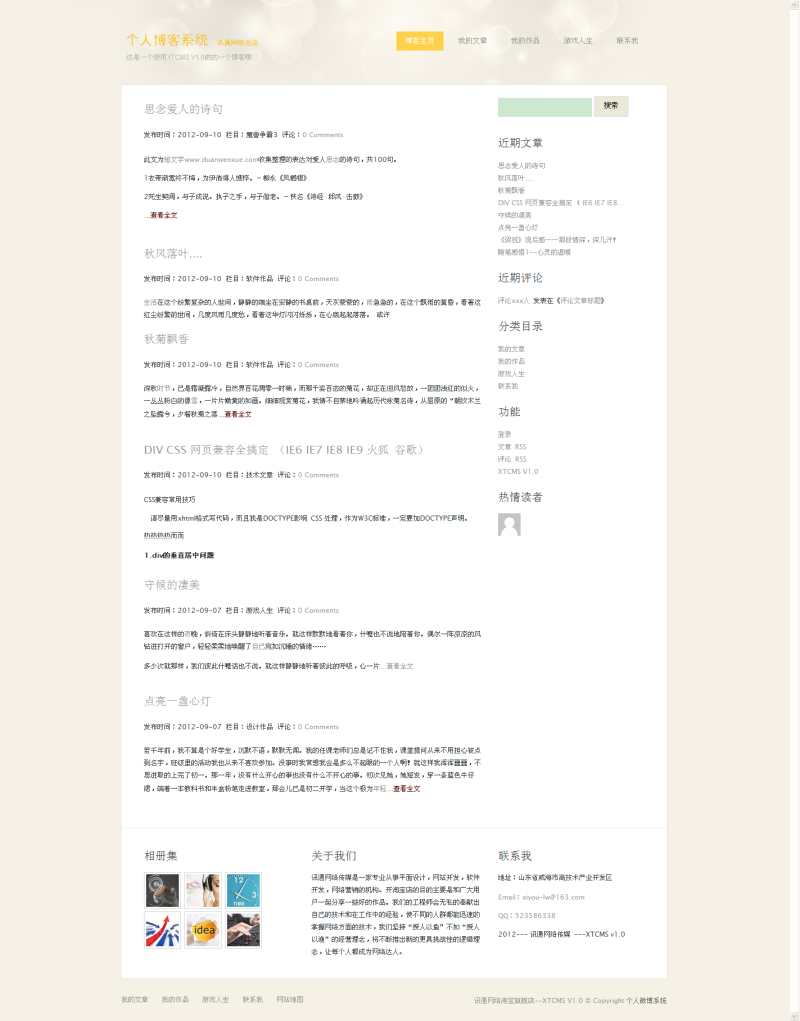 个人博客系统 讯通网络出品
这是一个使用XTCMS V1.0做的一个博客哦
博客主页 我的文章 我的作品 游戏人生 联系我
思念爱人的诗句
发布时间：2012-09-10 栏目：魔兽争霸3 评论：0 Comments
此文为短文学www.duanwenxue.com收集整理的表达对爱人思念的诗句，共100句。
1衣带渐宽终不悔，为伊消得人憔悴。－柳永《凤栖梧》
2死生契阔，与子成说。执子之手，与子偕老。－佚名《诗经·邶风·击鼓》
...查看全文
秋风落叶....
发布时间：2012-09-10 栏目：软件作品 评论：0 Comments
生活在这个纷繁复杂的人世间，静静的端坐在安静的书桌前，天灰蒙蒙的，雨急急的，在这个飘雨的黄昏，看着这
红尘纷繁的世间，几度风雨几度愁，看着这华灯闪闪烁烁，在心底起起落落。 或许
秋菊飘香
发布时间：2012-09-10 栏目：软件作品 评论：0 Comments
深秋时节，已是霜凝露冷，自然界百花凋零一时稀，而那千姿百态的菊花，却正在迎风怒放，一团团浅红的似火，
一丛丛粉白的像雪，一片片嫩黄的如画。细细观赏菊花，我情不自禁地吟诵起历代咏菊名诗，从屈原的“朝饮木兰
之坠露兮，夕餐秋菊之落...查看全文
DIV CSS 网页兼容全搞定 （IE6 IE7 IE8 IE9 火狐 谷歌）
发布时间：2012-09-10 栏目：技术文章 评论：0 Comments
CSS兼容常用技巧
请尽量用xhtml格式写代码，而且我是DOCTYPE影响 CSS 处理，作为W3C标准，一定要加DOCTYPE声明。
热热热热而而
1.div的垂直居中问题
守候的凄美
发布时间：2012-09-07 栏目：游戏人生 评论：0 Comments
喜欢在这样的夜晚，斜倚在床头静静地听着音乐。就这样默默地看着你，什麽也不说地陪着你。偶尔一阵凉凉的风
钻进打开的窗户，轻轻柔柔地唤醒了自己宛如沉睡的情绪……
多少次就那样，我们彼此什麽话也不说。就这样静静地听着彼此的呼吸，心一片...查看全文
点亮一盏心灯
发布时间：2012-09-07 栏目：设计作品 评论：0 Comments
若干年前，我不算是个好学生，沉默不语，默默无闻。我的任课老师们总是记不住我，课堂提问从来不用担心被点
到名字，班级里的活动我也从来不喜欢参加。没事时我常想我会是多么不起眼的一个人啊！就这样我浑浑噩噩，不
思进取的上完了初一。那一年，没有什么开心的事也没有什么不开心的事。初次见她，她短发，穿一条蓝色牛仔
裙，端着一本教科书和半盒粉笔走进教室，那会儿已是初二开学，当这个极为年轻...查看全文
搜索
近期文章
思念爱人的诗句
秋风落叶....
秋菊飘香
DIV CSS 网页兼容全搞定 （ IE6 IE7 IE8...
守候的凄美
点亮一盏心灯
《梁祝》观后感——那段情深，深几许？
随笔感悟1--心灵的温暖
近期评论
评论xxx人 发表在《评论文章标题》
分类目录
我的文章
我的作品
游戏人生
联系我
功能
登录
文章 RSS
评论 RSS
XTCMS V1.0
热情读者
相册集
12
3
TIME
idea
关于我们
讯通网络传媒是一家专业从事平面设计，网站开发，软件
开发，网络营销的机构。开淘宝店的目的主要是和广大用
户一起分享一些好的作品。我们的工程师会无私的奉献出
自己的技术和在工作中的经验，使不同的人群都能迅速的
掌握网络方面的技术，我们坚持“授人以鱼”不如“授人
以渔”的经营理念，将不断推出新的更具挑战性的逻辑理
念，让每个人都成为网络达人。
联系我
地址：山东省威海市高技术产业开发区
Email：xiyou-lw@163.com
QQ：523586338
2012--- 讯通网络传媒 ---XTCMS v1.0
我的文章 我的作品 游戏人生 联系我 网站地图
讯通网络淘宝旗舰店--XTCMS V1.0 © Copyright 个人微博系统